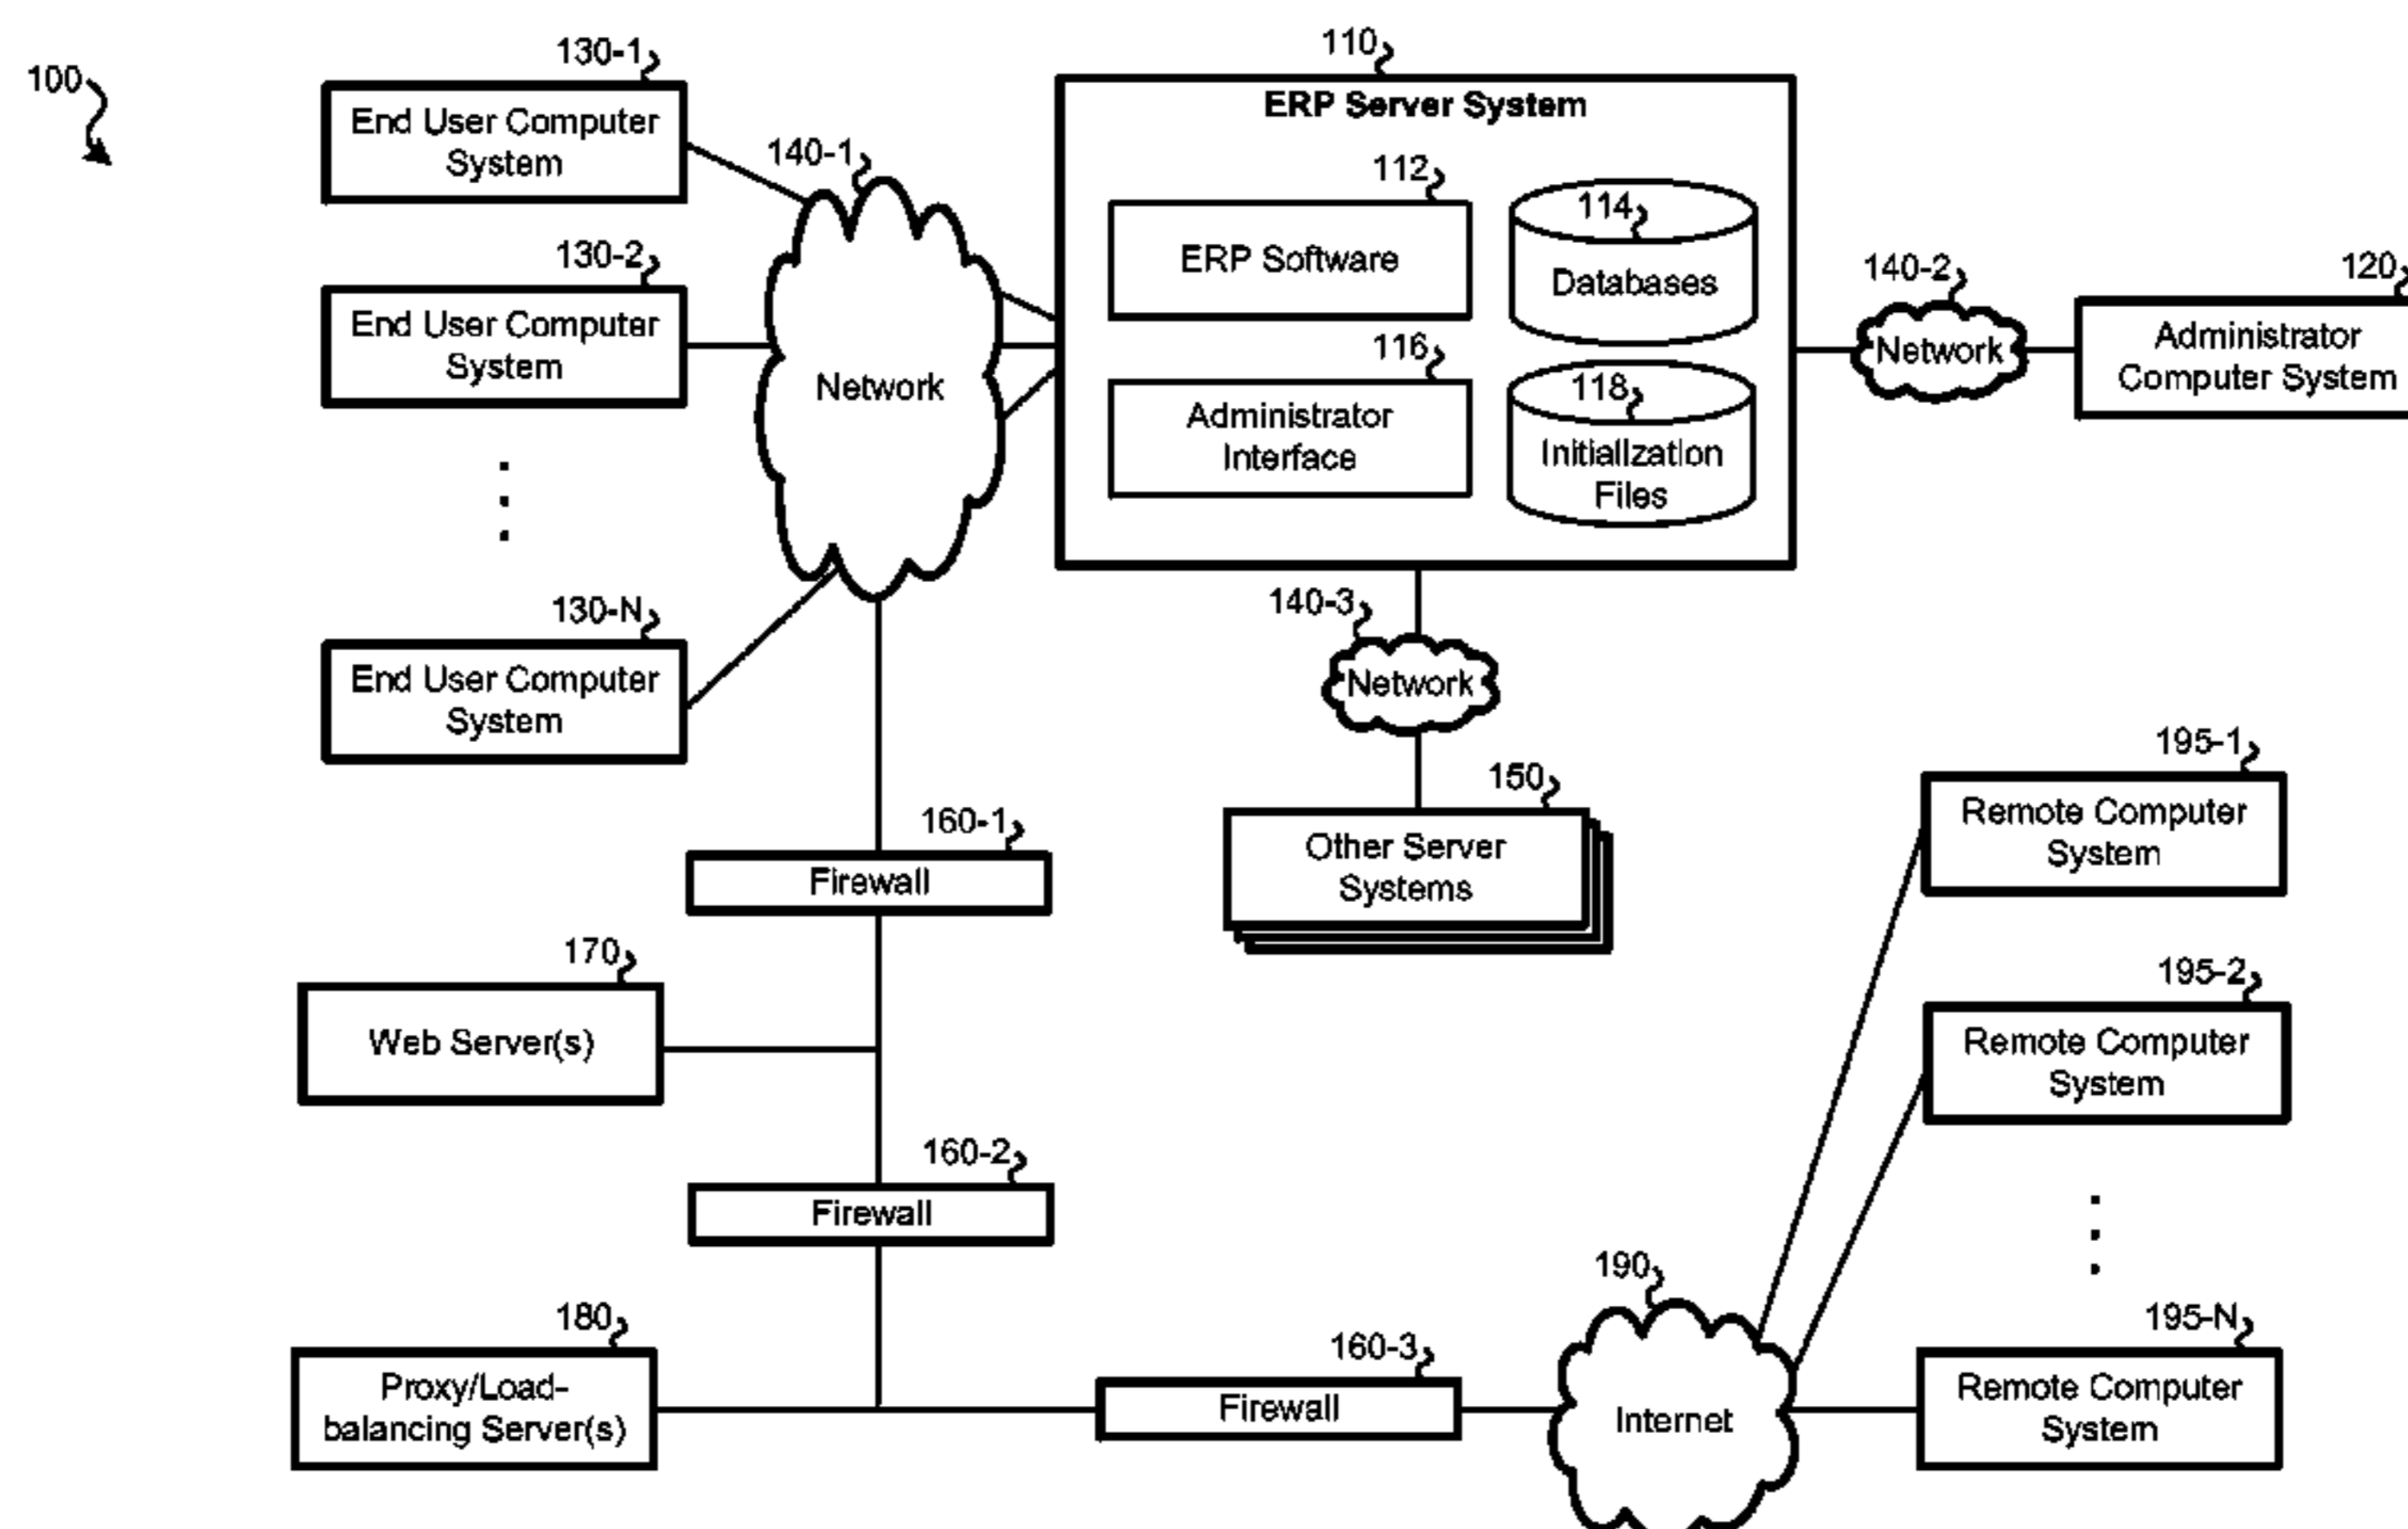 100
130-1
End User Computer
System
130-2
End User Computer
System
130-N
End User Computer
System
140-1
Network
110
ERP Server System
112
ERP Software
114
Databases
116
Administrator
Interface
118
Initialization
Files
140-2
Network
120
Administrator
Computer System
140-3
Network
150
Other Server
Systems
160-1
Firewall
170
Web Server(s)
160-2
Firewall
180
Proxy/Load-
balancing Server(s)
160-3
Firewall
190
Internet
195-1
Remote Computer
System
195-2
Remote Computer
System
195-N
Remote Computer
System